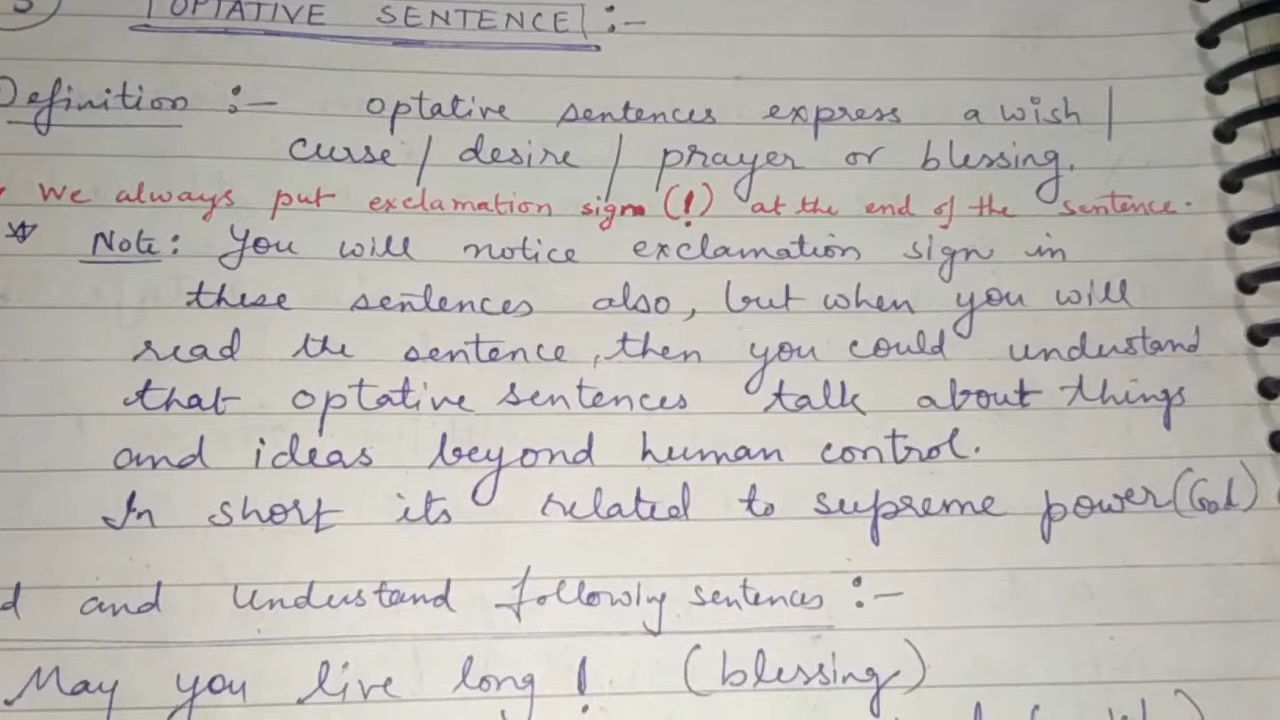 OPTATIVE SENTENCE :-
Definition :- optative sentences express a wish /
curse / desire / prayer or blessing.
We always put exclamation sign (!) at the end of the sentence.
Note: You will notice exclamation sign in
these sentences also, but when you will
read the sentence, then you could understand
that optative sentences talk about things
and ideas beyond human control.
In short its related to supreme power (God)
d and understand following sentences :-
May you live long ! (blessing)